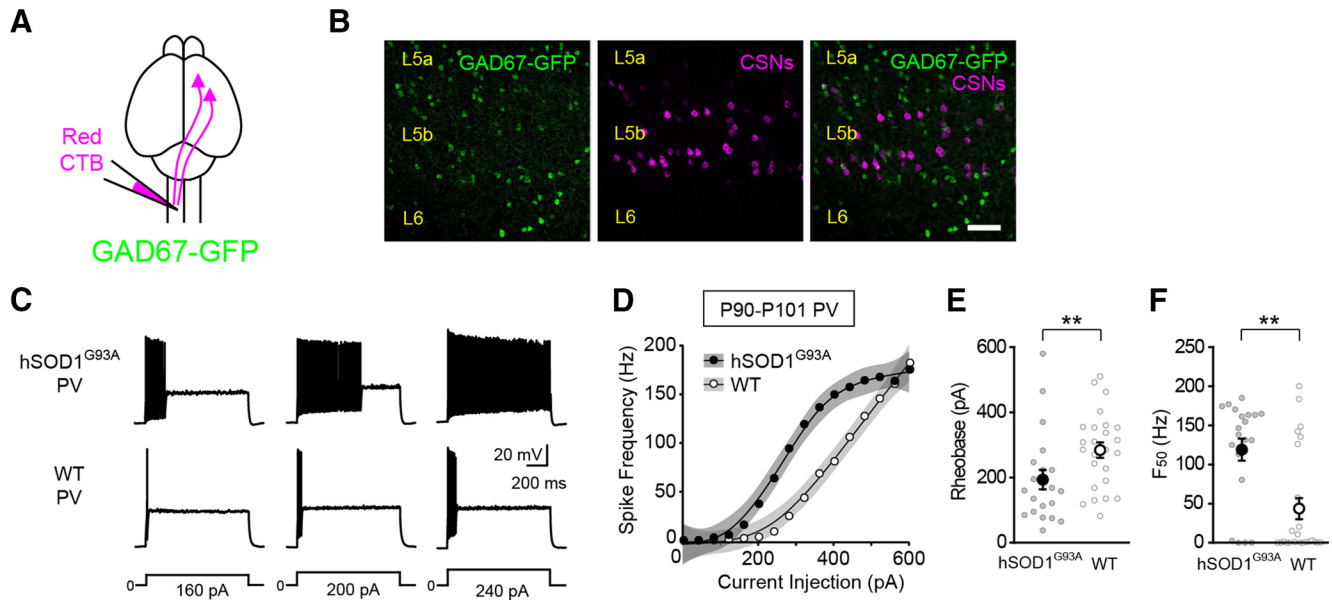 A
Red
CTB
GAD67-GFP
B
L5a
GAD67-GFP
L5b
L6
L5a
CSNs
L5b
L6
L5a
GAD67-GFP
CSNs
L5b
L6
C
hSOD1G93A
PV
WT
PV
20 mV
200 ms
0
160 pA
0
200 pA
0
240 pA
D
P90-P101 PV
hSOD1G93A
WT
Spike Frequency (Hz)
200
150
100
50
0
0
200
400
600
Current Injection (pA)
E
**
Rheobase (pA)
600
400
200
0
hSOD1G93A
WT
F
**
F50 (Hz)
250
200
150
100
50
0
hSOD1G93A
WT